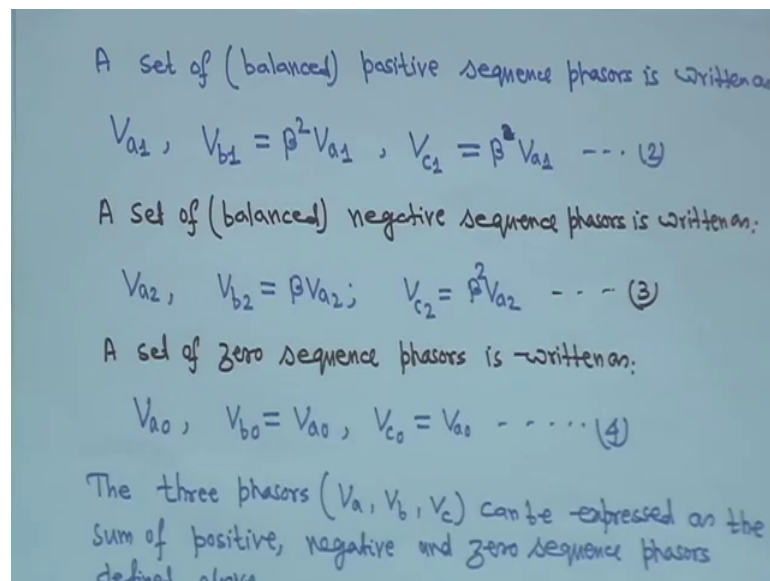 A set of (balanced) positive sequence phasors is written as
Va1, Vb1 = β²Va1, Vc1 = βVa1 --- (2)
A set of (balanced) negative sequence phasors is written as:
Va2, Vb2 = βVa2; Vc2 = β²Va2 --- (3)
A set of zero sequence phasors is written as:
Va0, Vb0 = Va0, Vc0 = Va0 ------ (4)
The three phasors (Va, Vb, Vc) can be expressed as the
sum of positive, negative and zero sequence phasors
defined above